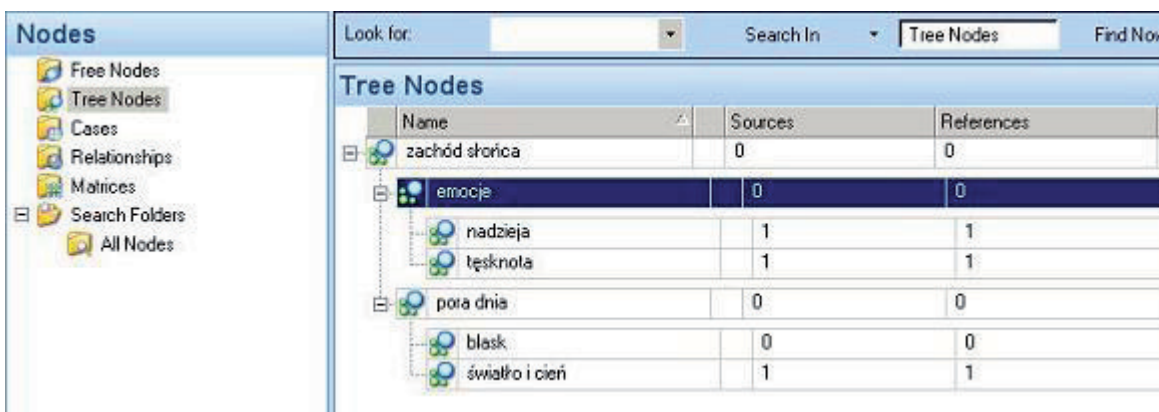 Nodes
Free Nodes
Tree Nodes
Cases
Relationships
Matrices
Search Folders
All Nodes
Look for: Search In Tree Nodes Find Now
Tree Nodes
Name Sources References
zachód słońca 0 0
emocje 0 0
nadzieja 1 1
tęsknota 1 1
pora dnia 0 0
blask 0 0
światło i cień 1 1